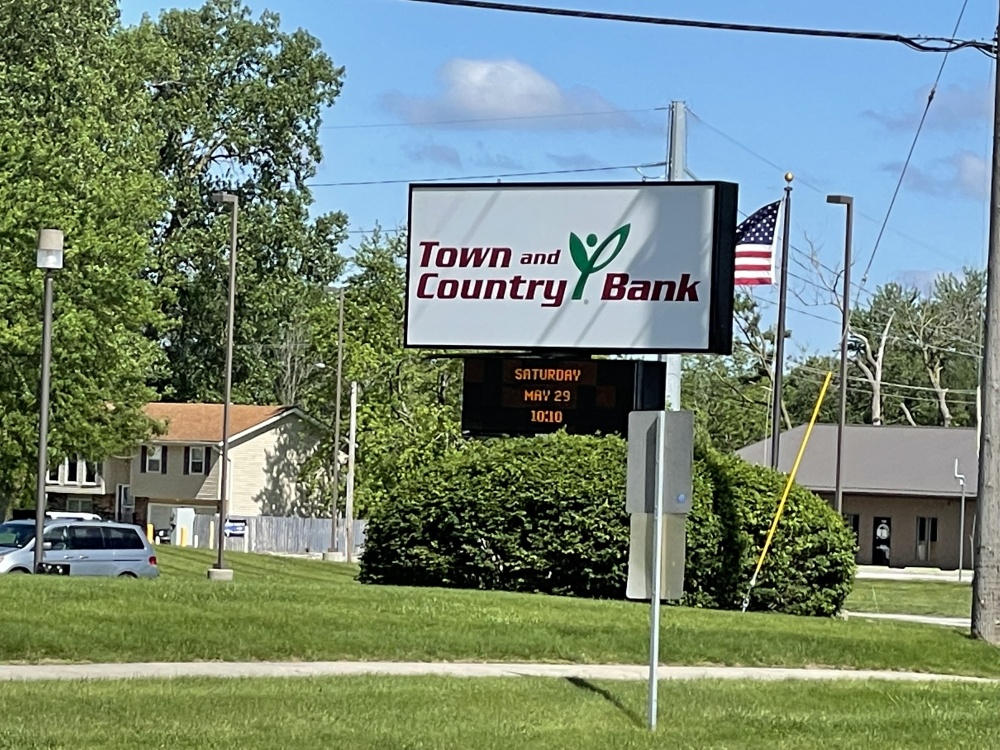 Town and
Country Bank
SATURDAY
MAY 29
10:10